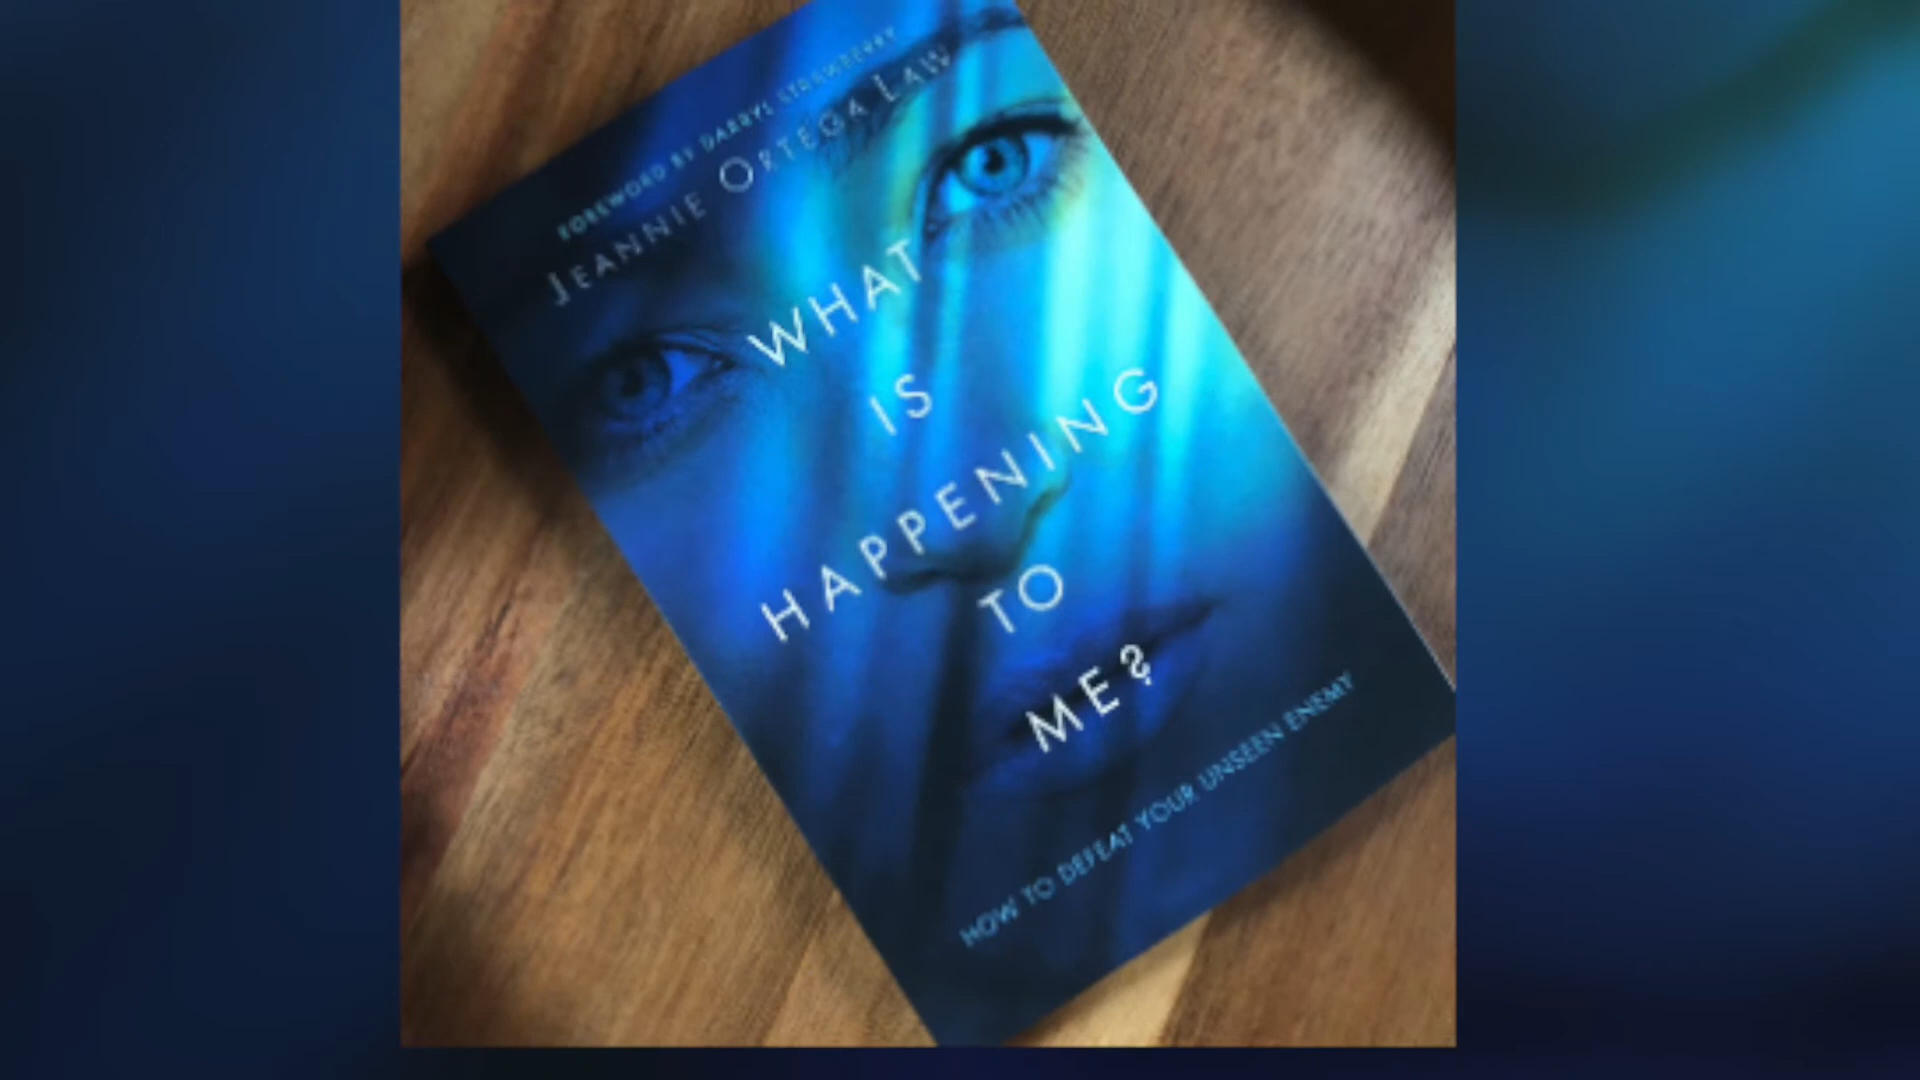 FOREWORD BY DARRYL STRAWBERRY
JEANNIE ORTEGA LAW
WHAT
IS
HAPPENING
TO
ME?
HOW TO DEFEAT YOUR UNSEEN ENEMY